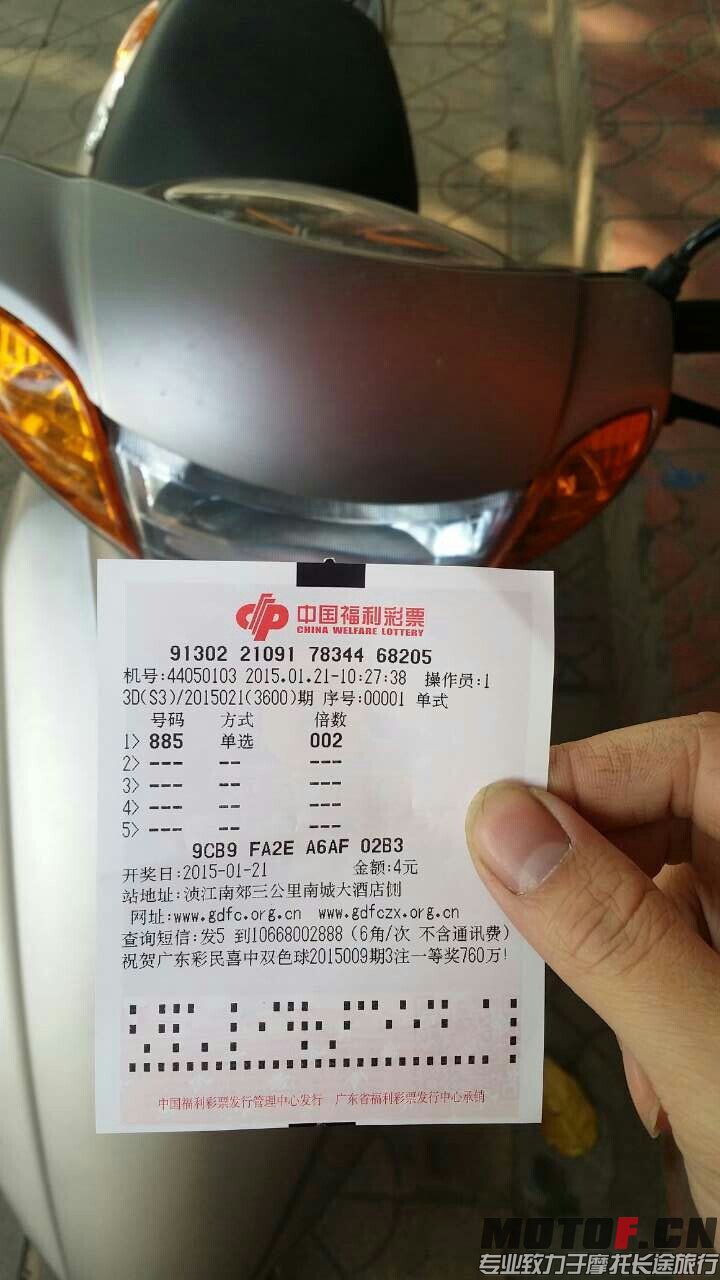 中国福利彩票
CHINA WELFARE LOTTERY
91302 21091 78344 68205
机号:44050103 2015.01.21-10:27:38 操作员:1
3D(S3)/2015021(3600)期 序号:00001 单式
号码 方式 倍数
1> 885 单选 002
2> --- -- ---
3> --- -- ---
4> --- -- ---
5> --- -- ---
9CB9 FA2E A6AF 02B3
开奖日:2015-01-21 金额:4元
站地址:浈江南郊三公里南城大酒店侧
网址:www.gdfc.org.cn www.gdfczx.org.cn
查询短信:发5 到10668002888(6角/次 不含通讯费)
祝贺广东彩民喜中双色球2015009期3注一等奖760万!
中国福利彩票发行管理中心发行 广东省福利彩票发行中心承销
MOTOF.CN
专业致力于摩托长途旅行